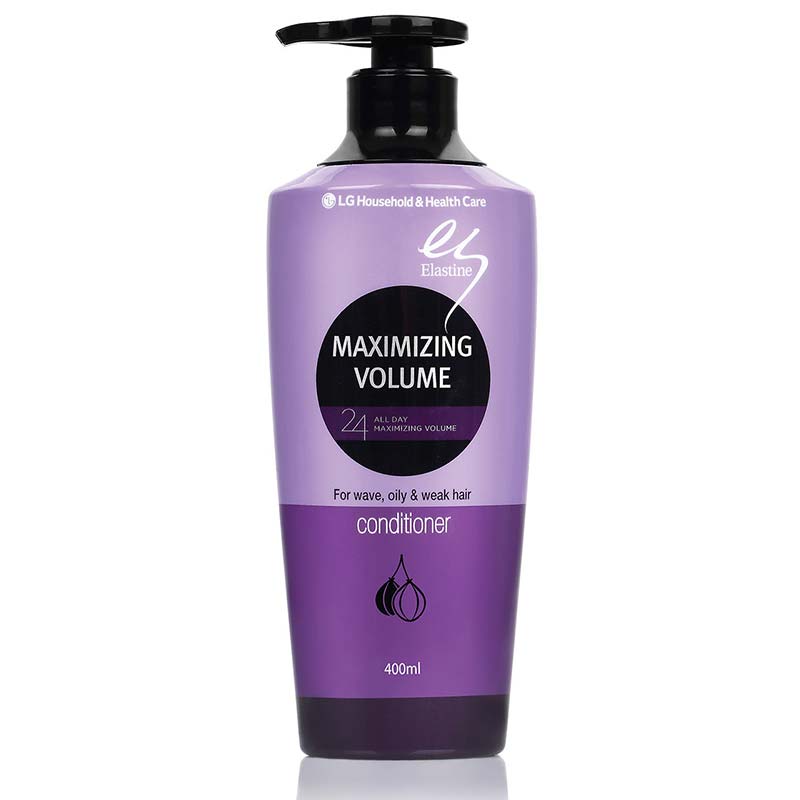 LG Household & Health Care
es
Elastine
MAXIMIZING
VOLUME
24 ALL DAY
MAXIMIZING VOLUME
For wave, oily & weak hair
conditioner
400ml